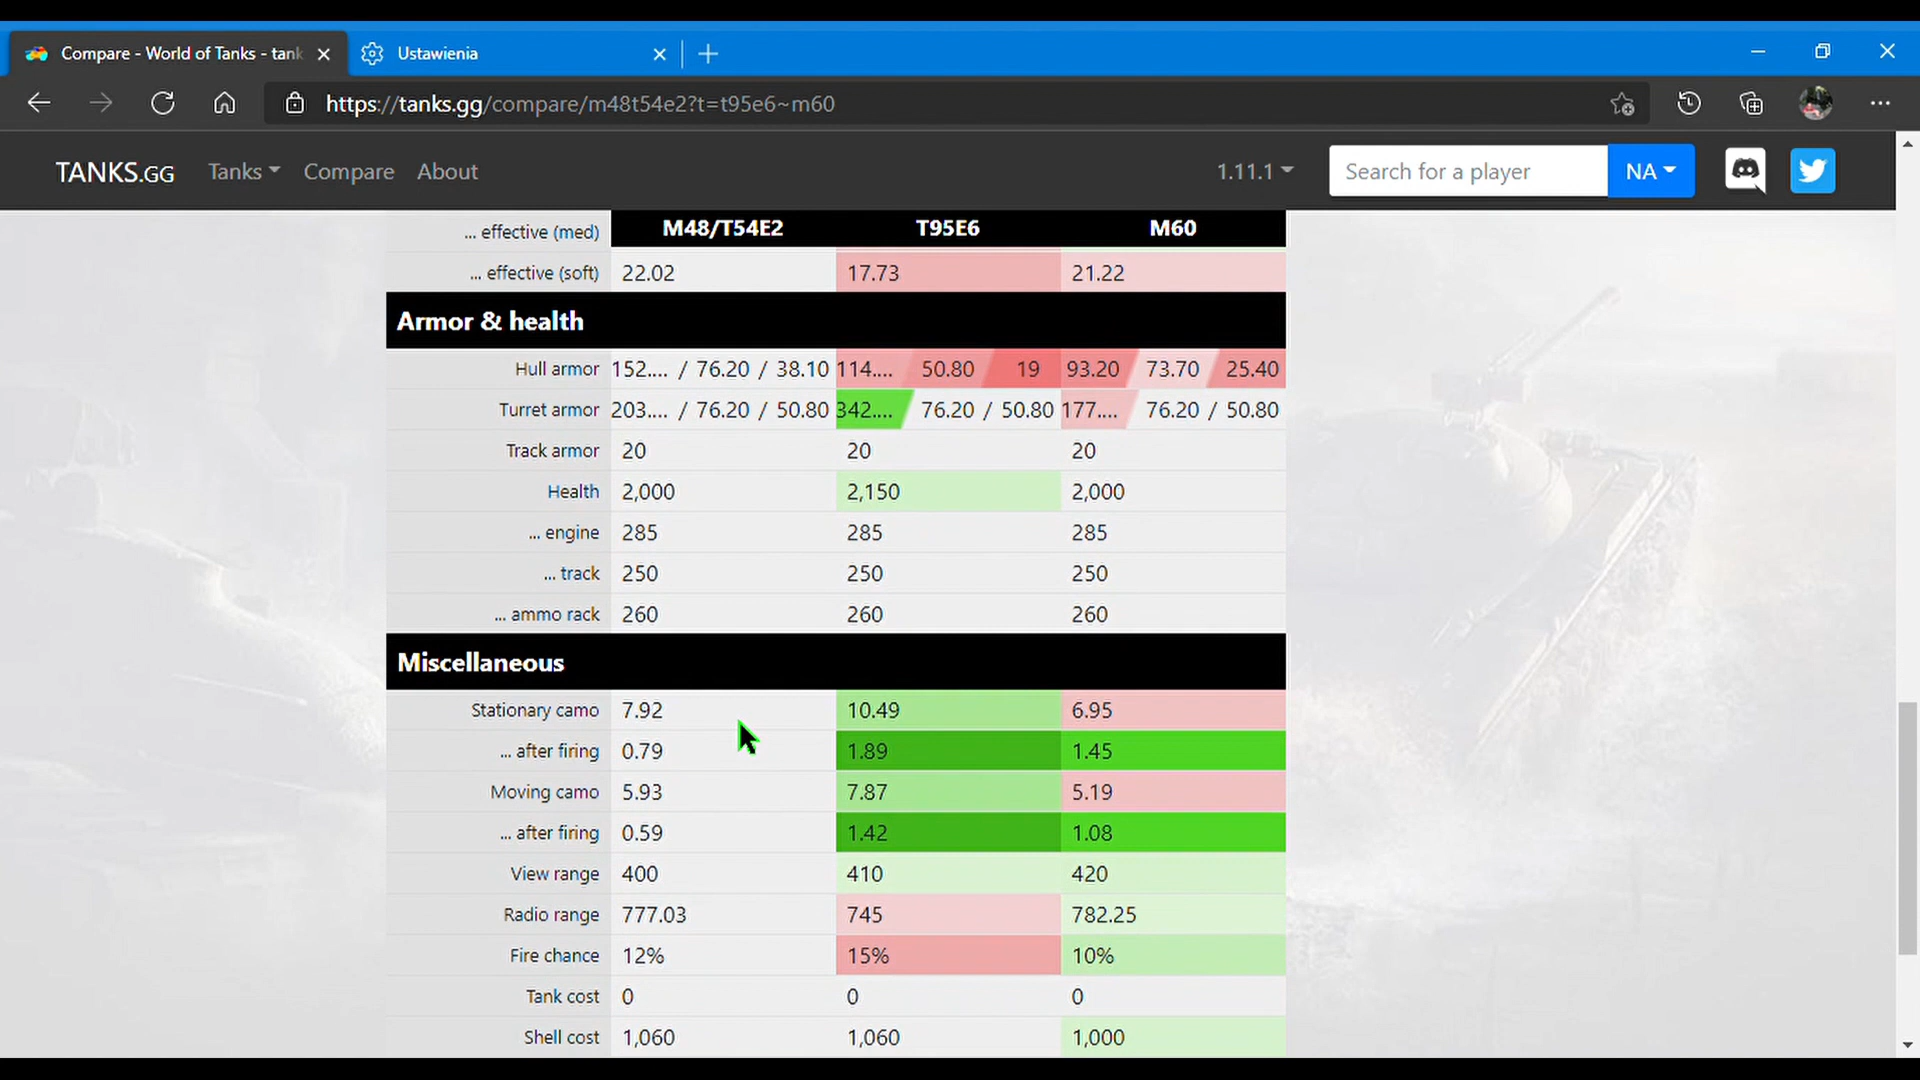 Compare - World of Tanks - tank
Ustawienia
https://tanks.gg/compare/m48t54e2?t=t95e6~m60
TANKS.GG Tanks Compare About 1.11.1 Search for a player NA
... effective (med) M48/T54E2 T95E6 M60
... effective (soft) 22.02 17.73 21.22
Armor & health
Hull armor 152.... / 76.20 / 38.10 114.... 50.80 19 93.20 73.70 25.40
Turret armor 203.... / 76.20 / 50.80 342.... 76.20 / 50.80 177.... 76.20 / 50.80
Track armor 20 20 20
Health 2,000 2,150 2,000
... engine 285 285 285
... track 250 250 250
... ammo rack 260 260 260
Miscellaneous
Stationary camo 7.92 10.49 6.95
... after firing 0.79 1.89 1.45
Moving camo 5.93 7.87 5.19
... after firing 0.59 1.42 1.08
View range 400 410 420
Radio range 777.03 745 782.25
Fire chance 12% 15% 10%
Tank cost 0 0 0
Shell cost 1,060 1,060 1,000